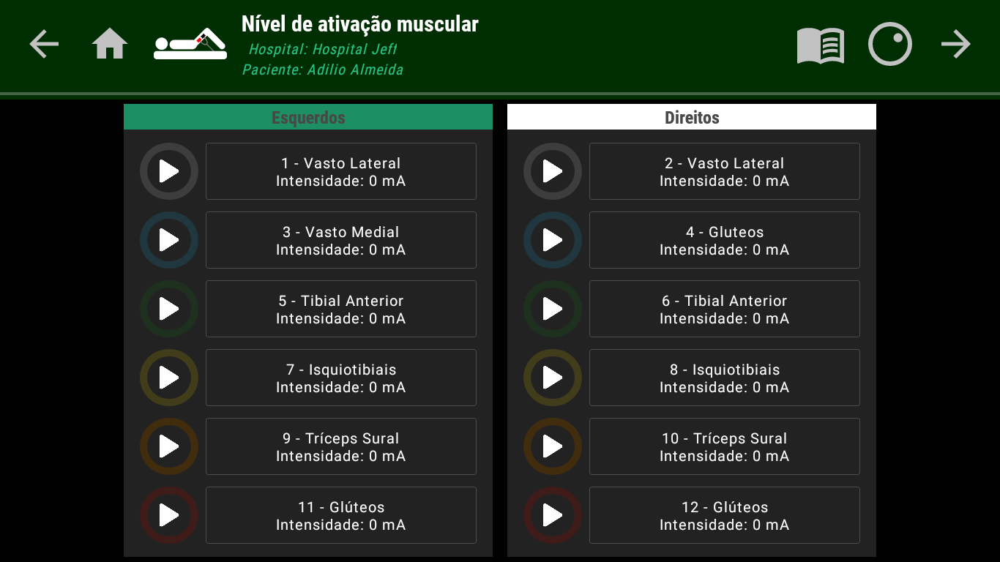 Nível de ativação muscular
Hospital: Hospital Jeff
Paciente: Adilio Almeida
Esquerdos
1 - Vasto Lateral
Intensidade: 0 mA
3 - Vasto Medial
Intensidade: 0 mA
5 - Tibial Anterior
Intensidade: 0 mA
7 - Isquiotibiais
Intensidade: 0 mA
9 - Tríceps Sural
Intensidade: 0 mA
11 - Glúteos
Intensidade: 0 mA
Direitos
2 - Vasto Lateral
Intensidade: 0 mA
4 - Gluteos
Intensidade: 0 mA
6 - Tibial Anterior
Intensidade: 0 mA
8 - Isquiotibiais
Intensidade: 0 mA
10 - Tríceps Sural
Intensidade: 0 mA
12 - Glúteos
Intensidade: 0 mA